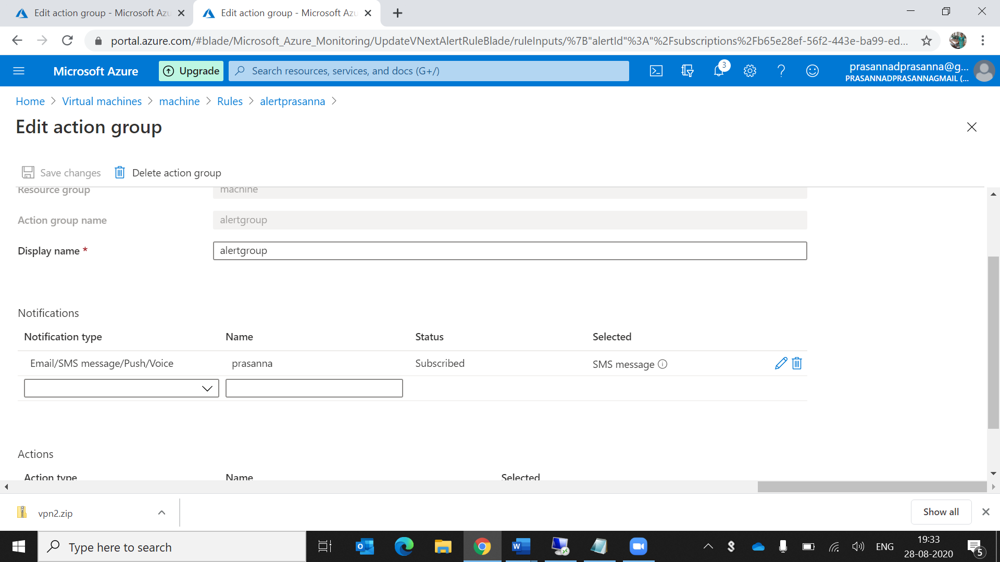 Edit action group - Microsoft Azu
Edit action group - Microsoft Azu
portal.azure.com/#blade/Microsoft_Azure_Monitoring/UpdateVNextAlertRuleBlade/ruleInputs/%7B"alertId"%3A"%2Fsubscriptions%2Fb65e28ef-56f2-443e-ba99-ed...
Microsoft Azure
Upgrade
Search resources, services, and docs (G+/)
3
prasannadprasanna@g...
PRASANNADPRASANNAGMAIL (...
Home > Virtual machines > machine > Rules > alertprasanna >
Edit action group
Save changes
Delete action group
Resource group machine
Action group name alertgroup
Display name * alertgroup
Notifications
Notification type Name Status Selected
Email/SMS message/Push/Voice prasanna Subscribed SMS message
Actions
Action type Name Selected
vpn2.zip
Show all
Type here to search
ENG
19:33
28-08-2020
5